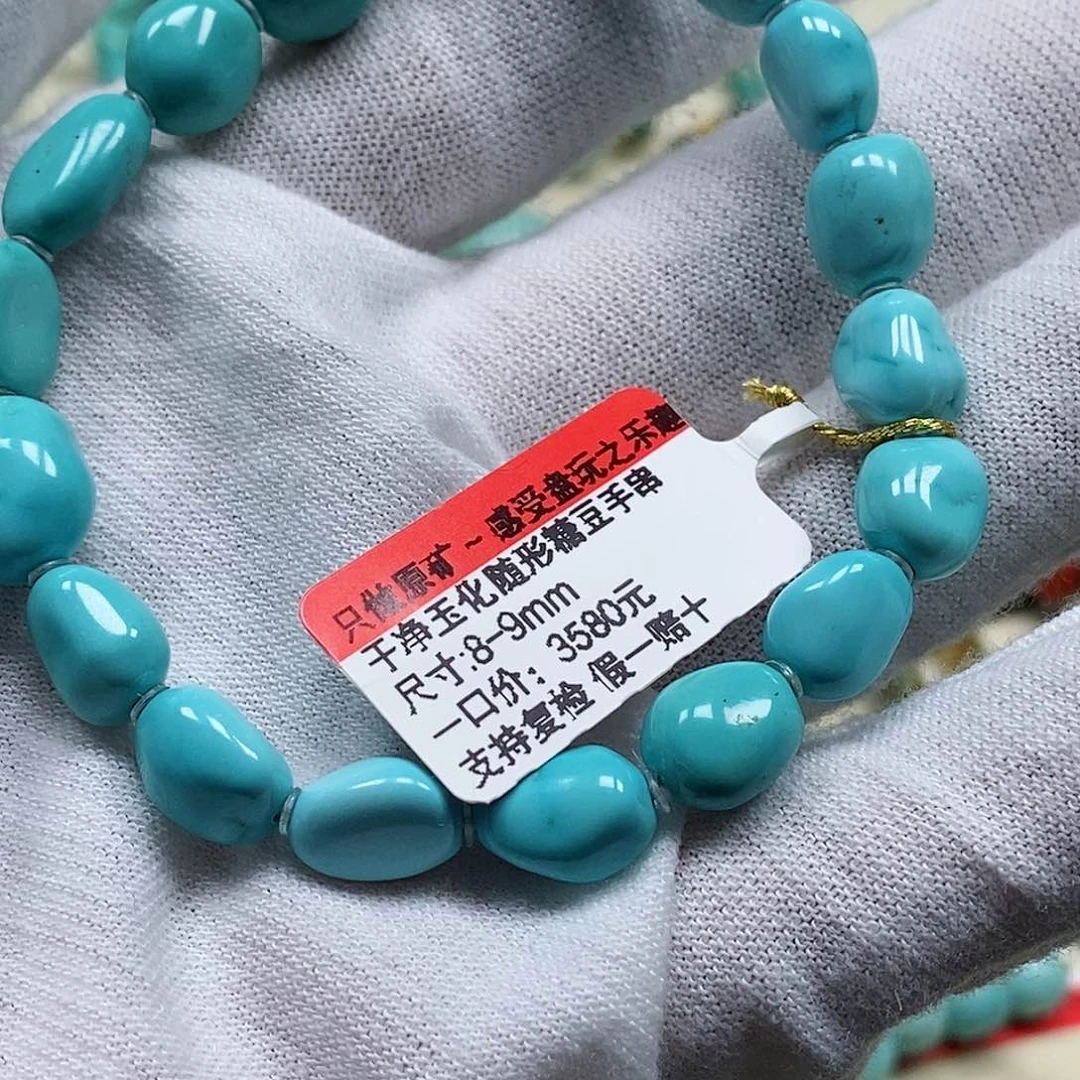 只做原矿~感受盘玩之乐趣
干净玉化随形糖豆手串
尺寸:8-9mm
一口价：3580元
支持复检 假一赔十